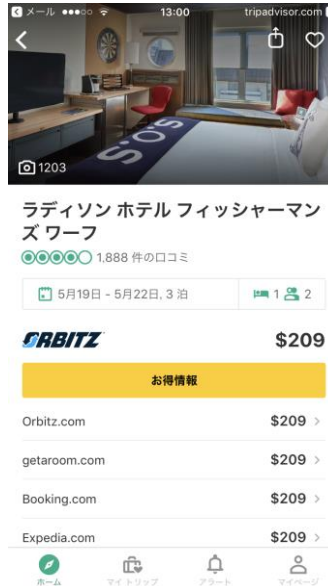 メール 13:00 tripadvisor.com
S.O.S
1203
ラディソン ホテル フィッシャーマン
ズ ワーフ
1,888 件の口コミ
5月19日 - 5月22日, 3 泊 1 2
ORBITZ $209
お得情報
Orbitz.com $209
getaroom.com $209
Booking.com $209
Expedia.com $209
ホーム マイ トリップ アラート マイページ